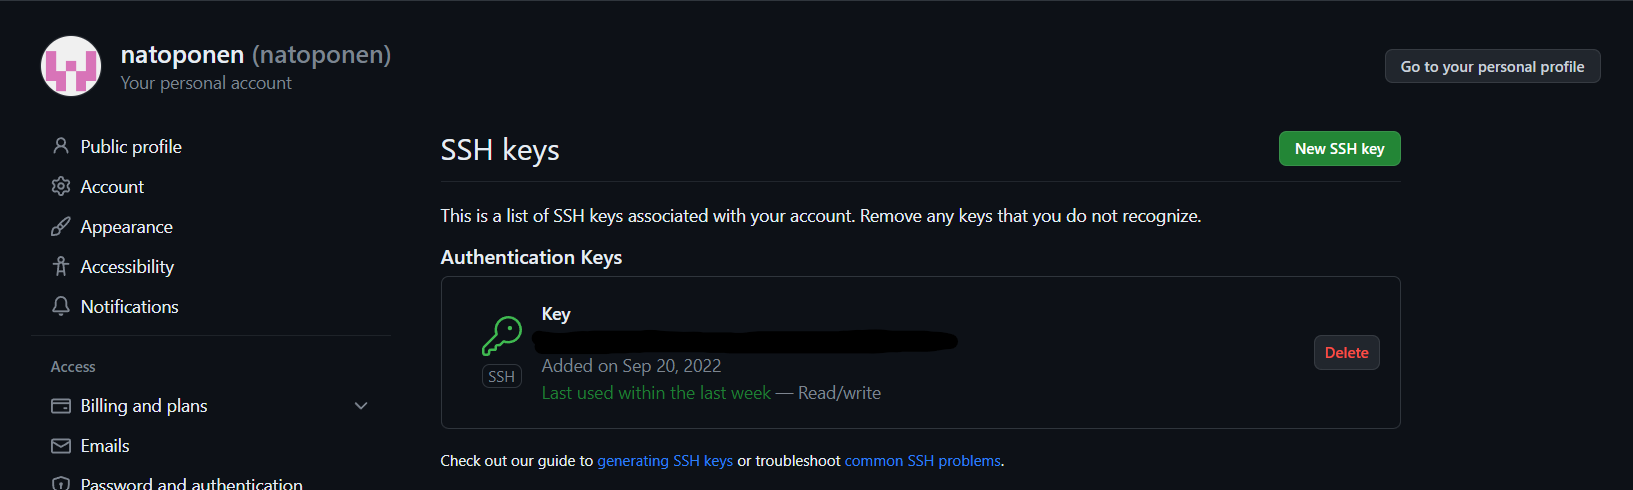 natoponen (natoponen)
Your personal account
Go to your personal profile
Public profile
Account
Appearance
Accessibility
Notifications
Access
Billing and plans
Emails
Password and authentication
SSH keys
New SSH key
This is a list of SSH keys associated with your account. Remove any keys that you do not recognize.
Authentication Keys
Key
SSH
Added on Sep 20, 2022
Last used within the last week — Read/write
Delete
Check out our guide to generating SSH keys or troubleshoot common SSH problems.